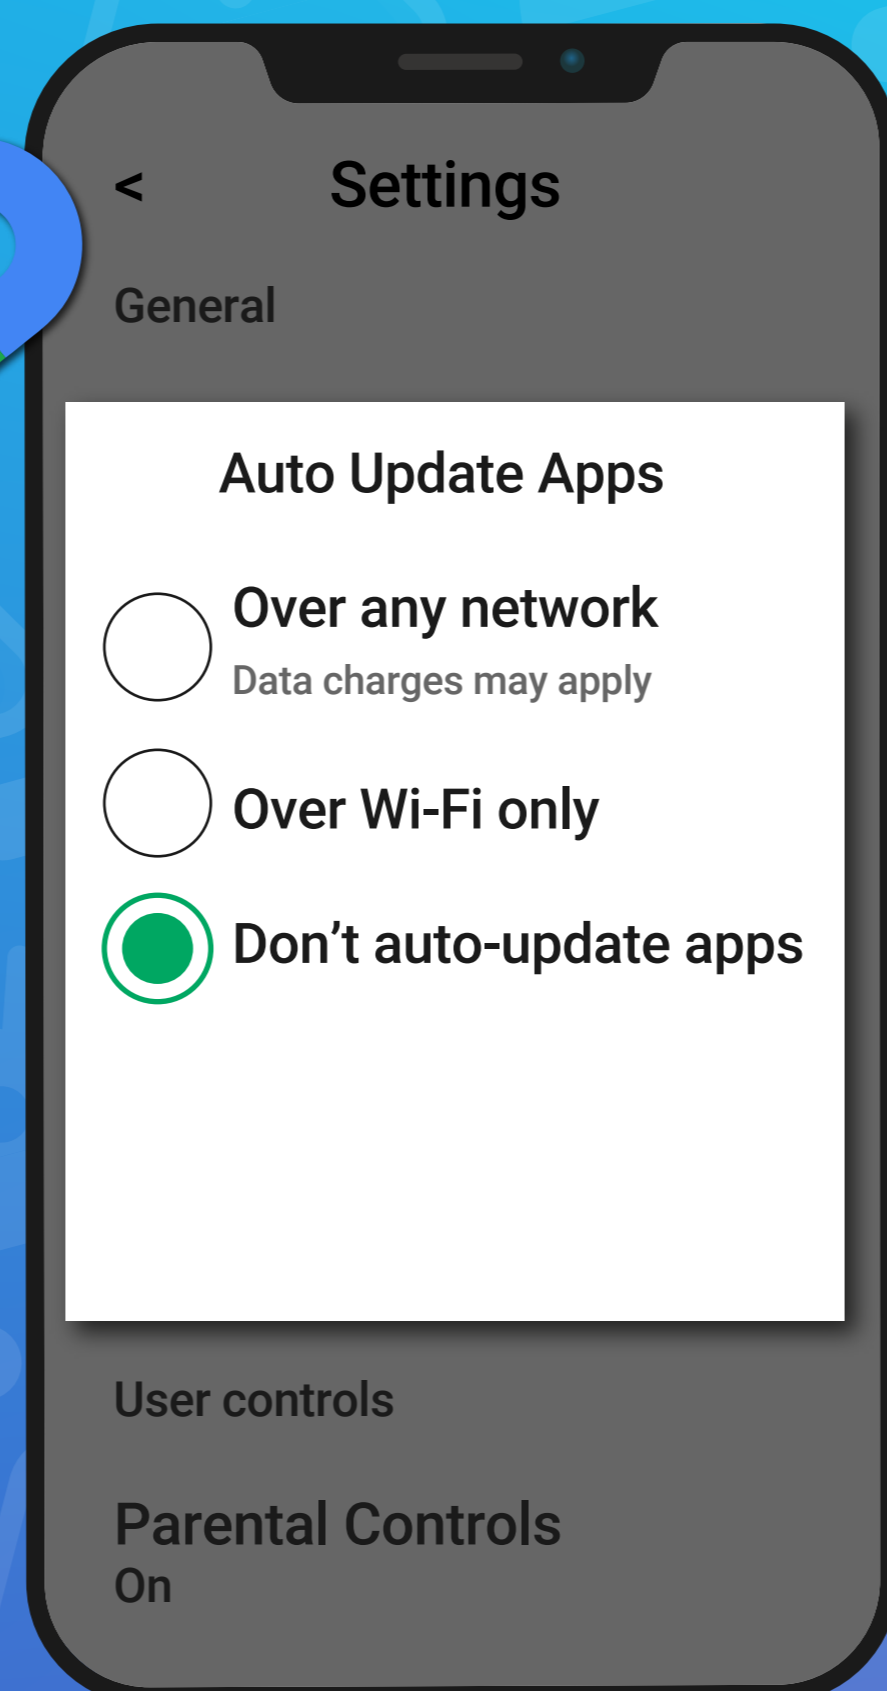 < Settings
General
Auto Update Apps
Over any network
Data charges may apply
Over Wi-Fi only
Don’t auto-update apps
User controls
Parental Controls
On